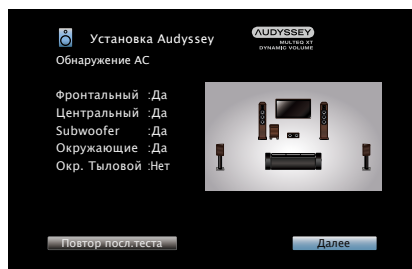 Установка Audyssey
AUDYSSEY
MULTEQ XT
DYNAMIC VOLUME
Обнаружение АС
Фронтальный :Да
Центральный :Да
Subwoofer :Да
Окружающие :Да
Окр. Тыловой :Нет
Повтор посл.теста
Далее